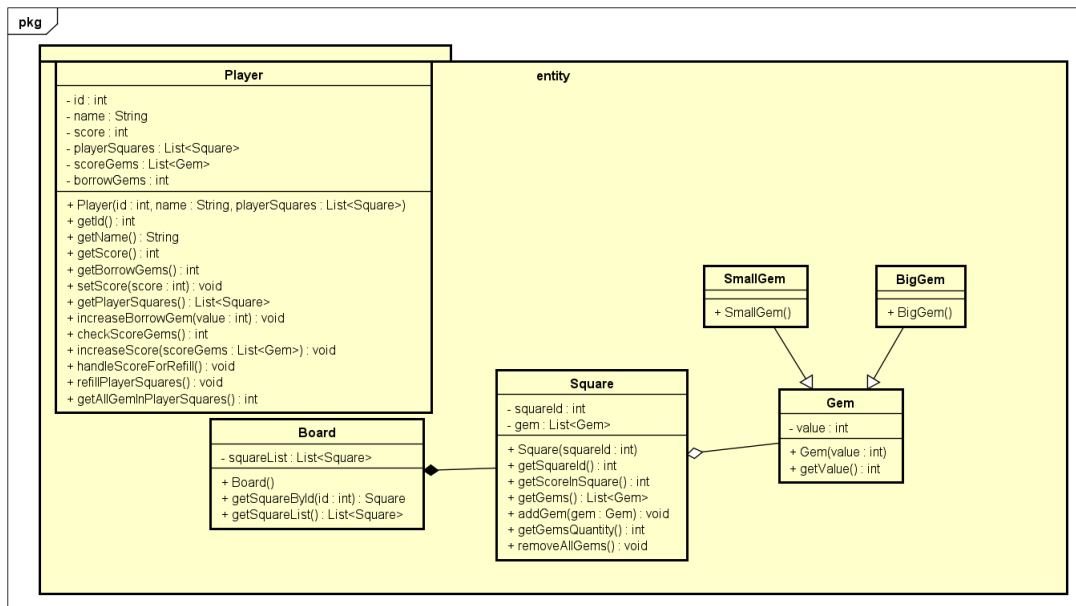 pkg
entity
Player
- id : int
- name : String
- score : int
- playerSquares : List<Square>
- scoreGems : List<Gem>
- borrowGems : int
+ Player(id : int, name : String, playerSquares : List<Square>)
+ getId() : int
+ getName() : String
+ getScore() : int
+ getBorrowGems() : int
+ setScore(score : int) : void
+ getPlayerSquares() : List<Square>
+ increaseBorrowGem(value : int) : void
+ checkScoreGems() : int
+ increaseScore(scoreGems : List<Gem>) : void
+ handleScoreForRefill() : void
+ refillPlayerSquares() : void
+ getAllGemInPlayerSquares() : int
SmallGem
+ SmallGem()
BigGem
+ BigGem()
Board
- squareList : List<Square>
+ Board()
+ getSquareById(id : int) : Square
+ getSquareList() : List<Square>
Square
- squareId : int
- gem : List<Gem>
+ Square(squareId : int)
+ getSquareId() : int
+ getScoreInSquare() : int
+ getGems() : List<Gem>
+ addGem(gem : Gem) : void
+ getGemsQuantity() : int
+ removeAllGems() : void
Gem
- value : int
+ Gem(value : int)
+ getValue() : int